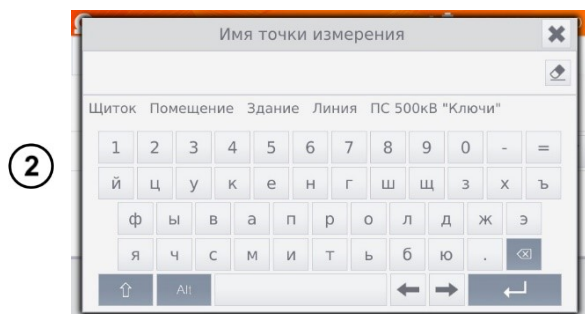 Имя точки измерения
Щиток Помещение Здание Линия ПС 500кВ "Ключи"
2
1 2 3 4 5 6 7 8 9 0 - =
й ц у к е н г ш щ з х ъ
ф ы в а п р о л д ж э
я ч с м и т ь б ю .
Alt